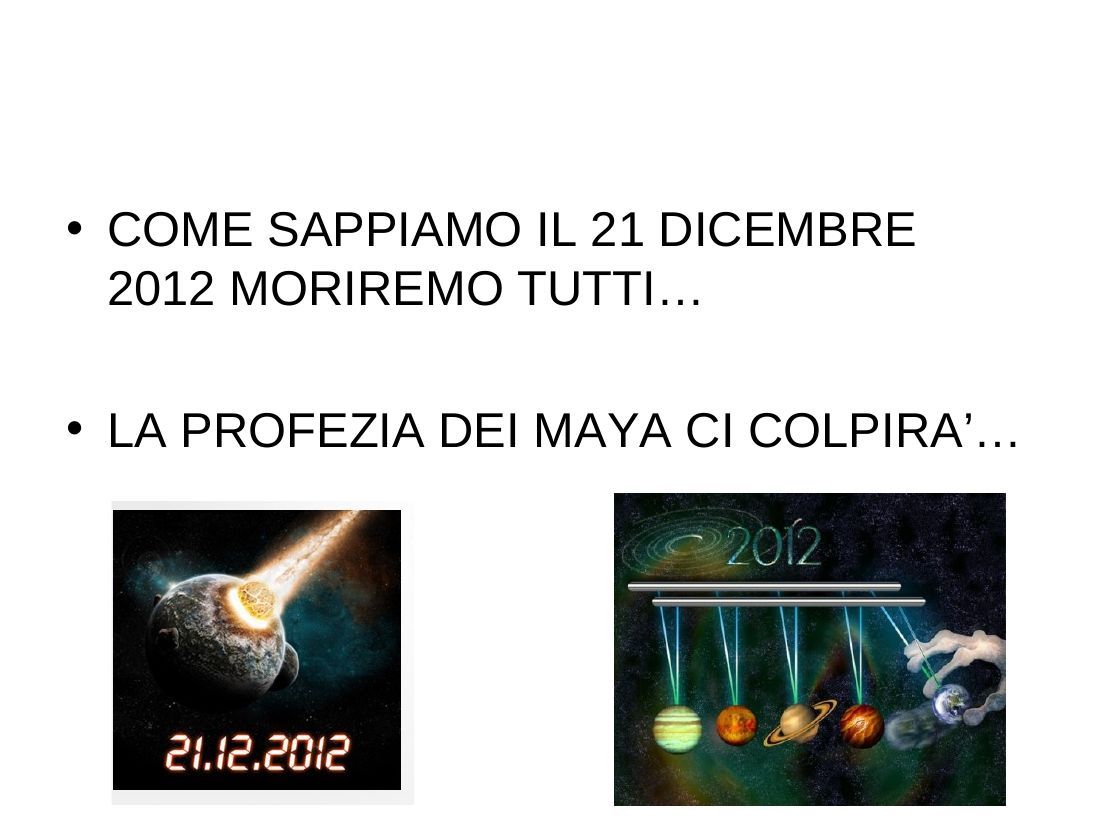 • COME SAPPIAMO IL 21 DICEMBRE
2012 MORIREMO TUTTI…
• LA PROFEZIA DEI MAYA CI COLPIRA’…
2012
21.12.2012